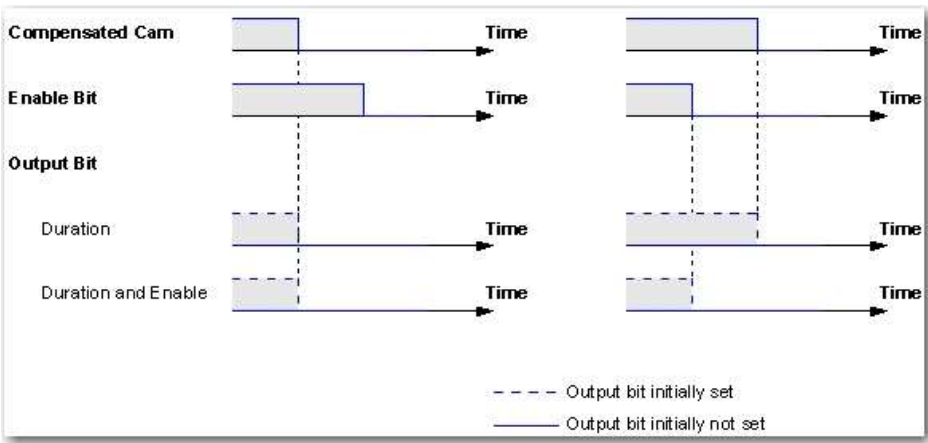 Compensated Cam Time Time
Enable Bit Time Time
Output Bit
Duration Time Time
Duration and Enable Time Time
Output bit initially set
Output bit initially not set